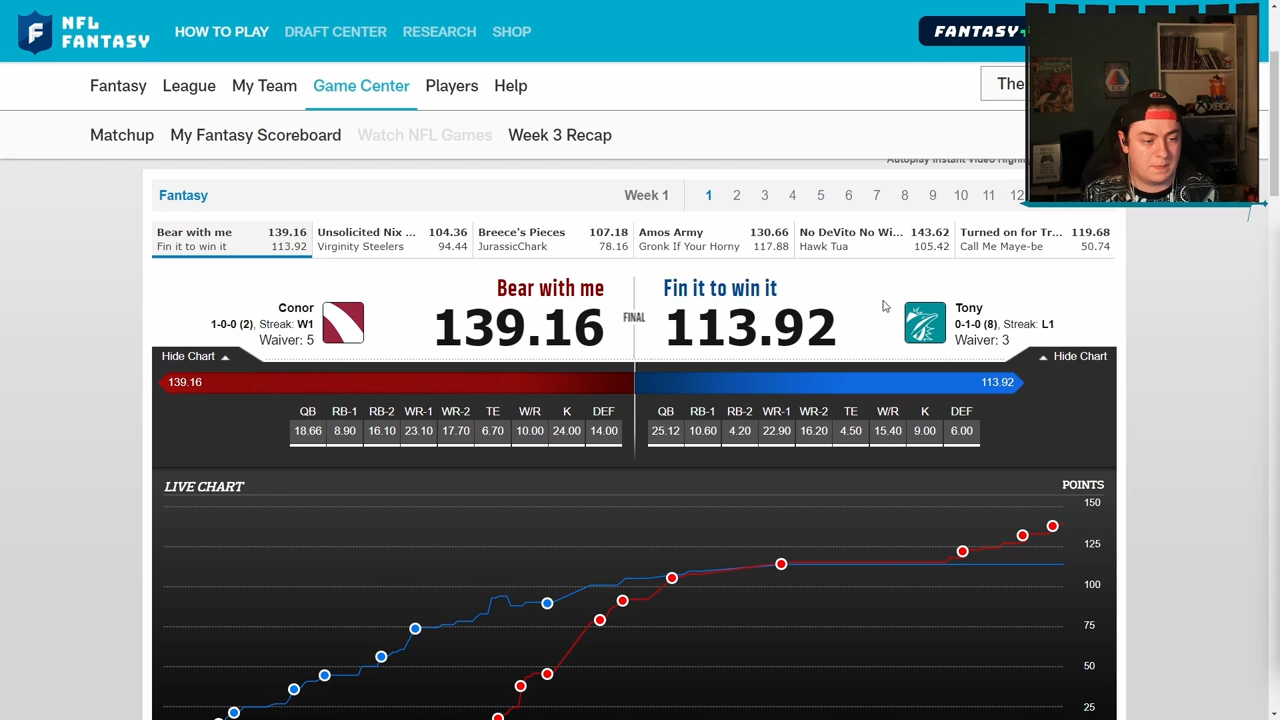 NFL FANTASY HOW TO PLAY DRAFT CENTER RESEARCH SHOP FANTASY+
Fantasy League My Team Game Center Players Help The
Matchup My Fantasy Scoreboard Watch NFL Games Week 3 Recap
Autoplay Instant Video
Fantasy Week 1 1 2 3 4 5 6 7 8 9 10 11 12
Bear with me 139.16 Unsolicited Nix ... 104.36 Breece's Pieces 107.18 Amos Army 130.66 No DeVito No Wi... 143.62 Turned on for Tr... 119.68
Fin it to win it 113.92 Virginity Steelers 94.44 JurassicChark 78.16 Gronk If Your Horny 117.88 Hawk Tua 105.42 Call Me Maye-be 50.74
Bear with me Fin it to win it
Conor Tony
1-0-0 (2), Streak: W1 139.16 FINAL 113.92 0-1-0 (8), Streak: L1
Waiver: 5 Waiver: 3
Hide Chart Hide Chart
139.16 113.92
QB RB-1 RB-2 WR-1 WR-2 TE W/R K DEF QB RB-1 RB-2 WR-1 WR-2 TE W/R K DEF
18.66 8.90 16.10 23.10 17.70 6.70 10.00 24.00 14.00 25.12 10.60 4.20 22.90 16.20 4.50 15.40 9.00 6.00
LIVE CHART POINTS
150
125
100
75
50
25
XBOX